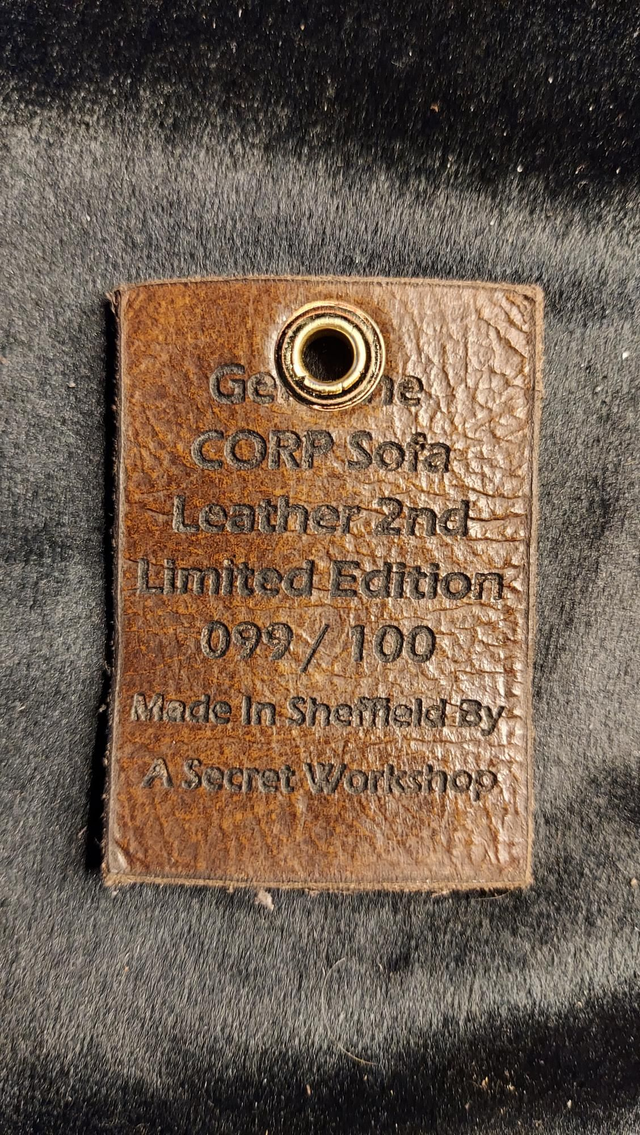 CORP Sofa
Leather 2nd
Limited Edition
099 / 100
Made In Sheffield By
A Secret Workshop